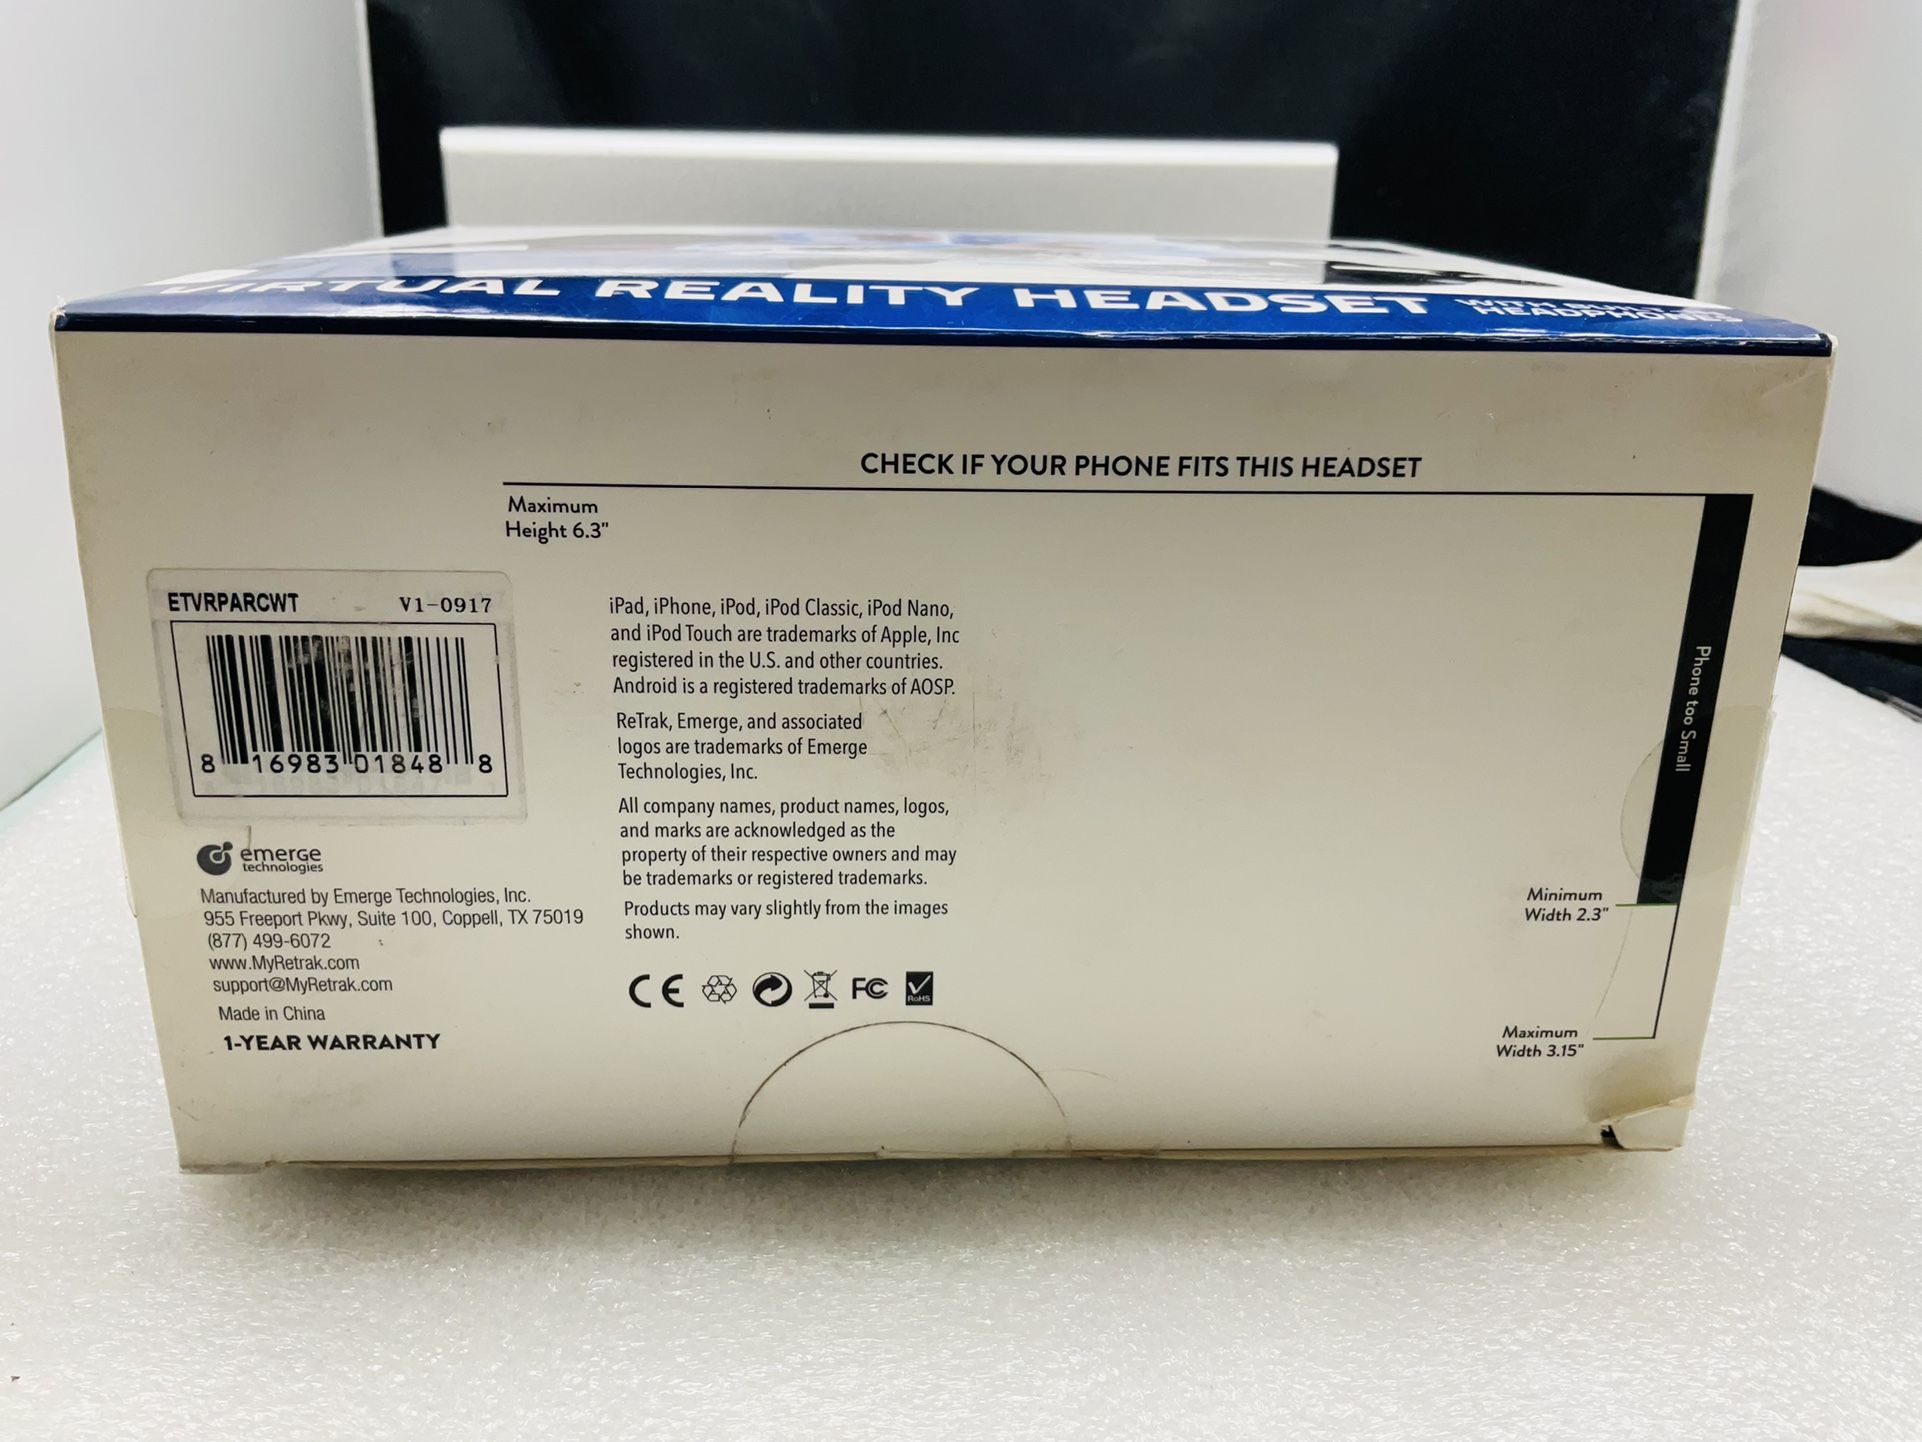 VIRTUAL REALITY HEADSET WITH BUILT-IN
HEADPHONES
CHECK IF YOUR PHONE FITS THIS HEADSET
Maximum
Height 6.3"
ETVRPARCWT V1-0917
8 16983 01848 8
emerge
technologies
Manufactured by Emerge Technologies, Inc.
955 Freeport Pkwy, Suite 100, Coppell, TX 75019
(877) 499-6072
www.MyRetrak.com
support@MyRetrak.com
Made in China
1-YEAR WARRANTY
iPad, iPhone, iPod, iPod Classic, iPod Nano,
and iPod Touch are trademarks of Apple, Inc
registered in the U.S. and other countries.
Android is a registered trademarks of AOSP.
ReTrak, Emerge, and associated
logos are trademarks of Emerge
Technologies, Inc.
All company names, product names, logos,
and marks are acknowledged as the
property of their respective owners and may
be trademarks or registered trademarks.
Products may vary slightly from the images
shown.
CE FC RoHS
Phone too Small
Minimum
Width 2.3"
Maximum
Width 3.15"